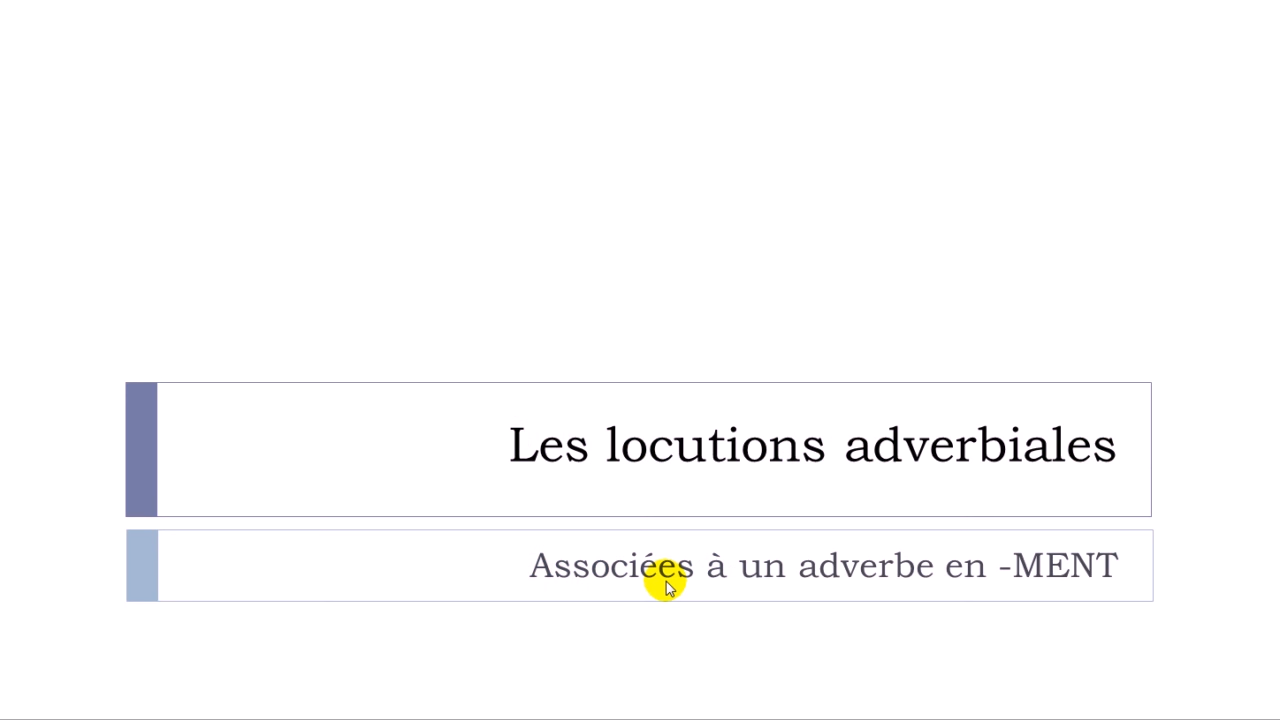 Les locutions adverbiales
Associées à un adverbe en -MENT